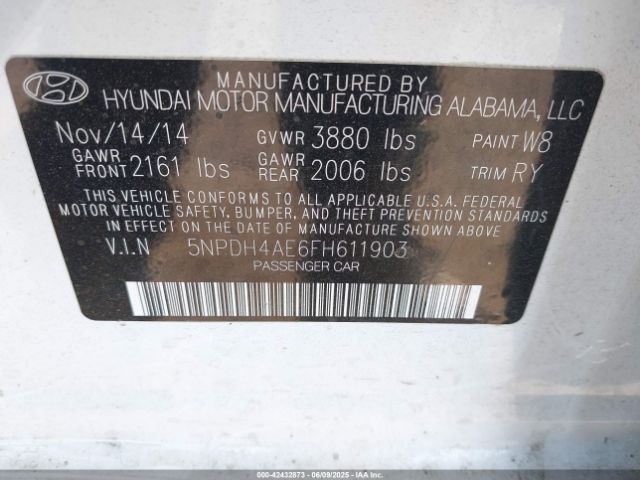 MANUFACTURED BY
HYUNDAI MOTOR MANUFACTURING ALABAMA, LLC
Nov/14/14 GVWR 3880 lbs PAINT W8
GAWR FRONT 2161 lbs GAWR REAR 2006 lbs TRIM RY
THIS VEHICLE CONFORMS TO ALL APPLICABLE U.S.A. FEDERAL
MOTOR VEHICLE SAFETY, BUMPER, AND THEFT PREVENTION STANDARDS
IN EFFECT ON THE DATE OF MANUFACTURE SHOWN ABOVE.
V.I.N 5NPDH4AE6FH611903
PASSENGER CAR
000-42432873 | 06/09/2025 - IAAI.COM